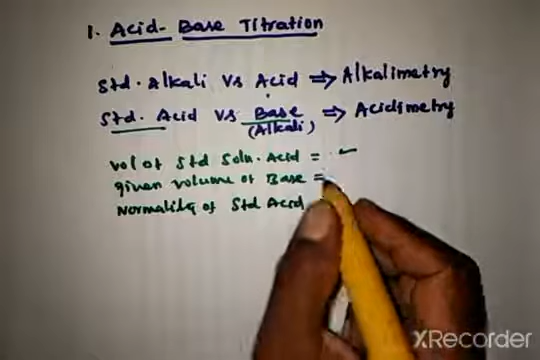 1. Acid-Base Titration
Std. Alkali Vs Acid ⇒ Alkalimetry
Std. Acid vs Base ⇒ Acidimetry
(Alkali)
Vol of Std Soln. Acid = ✓
given volume of Base =
Normality of Std Acid
XRecorder